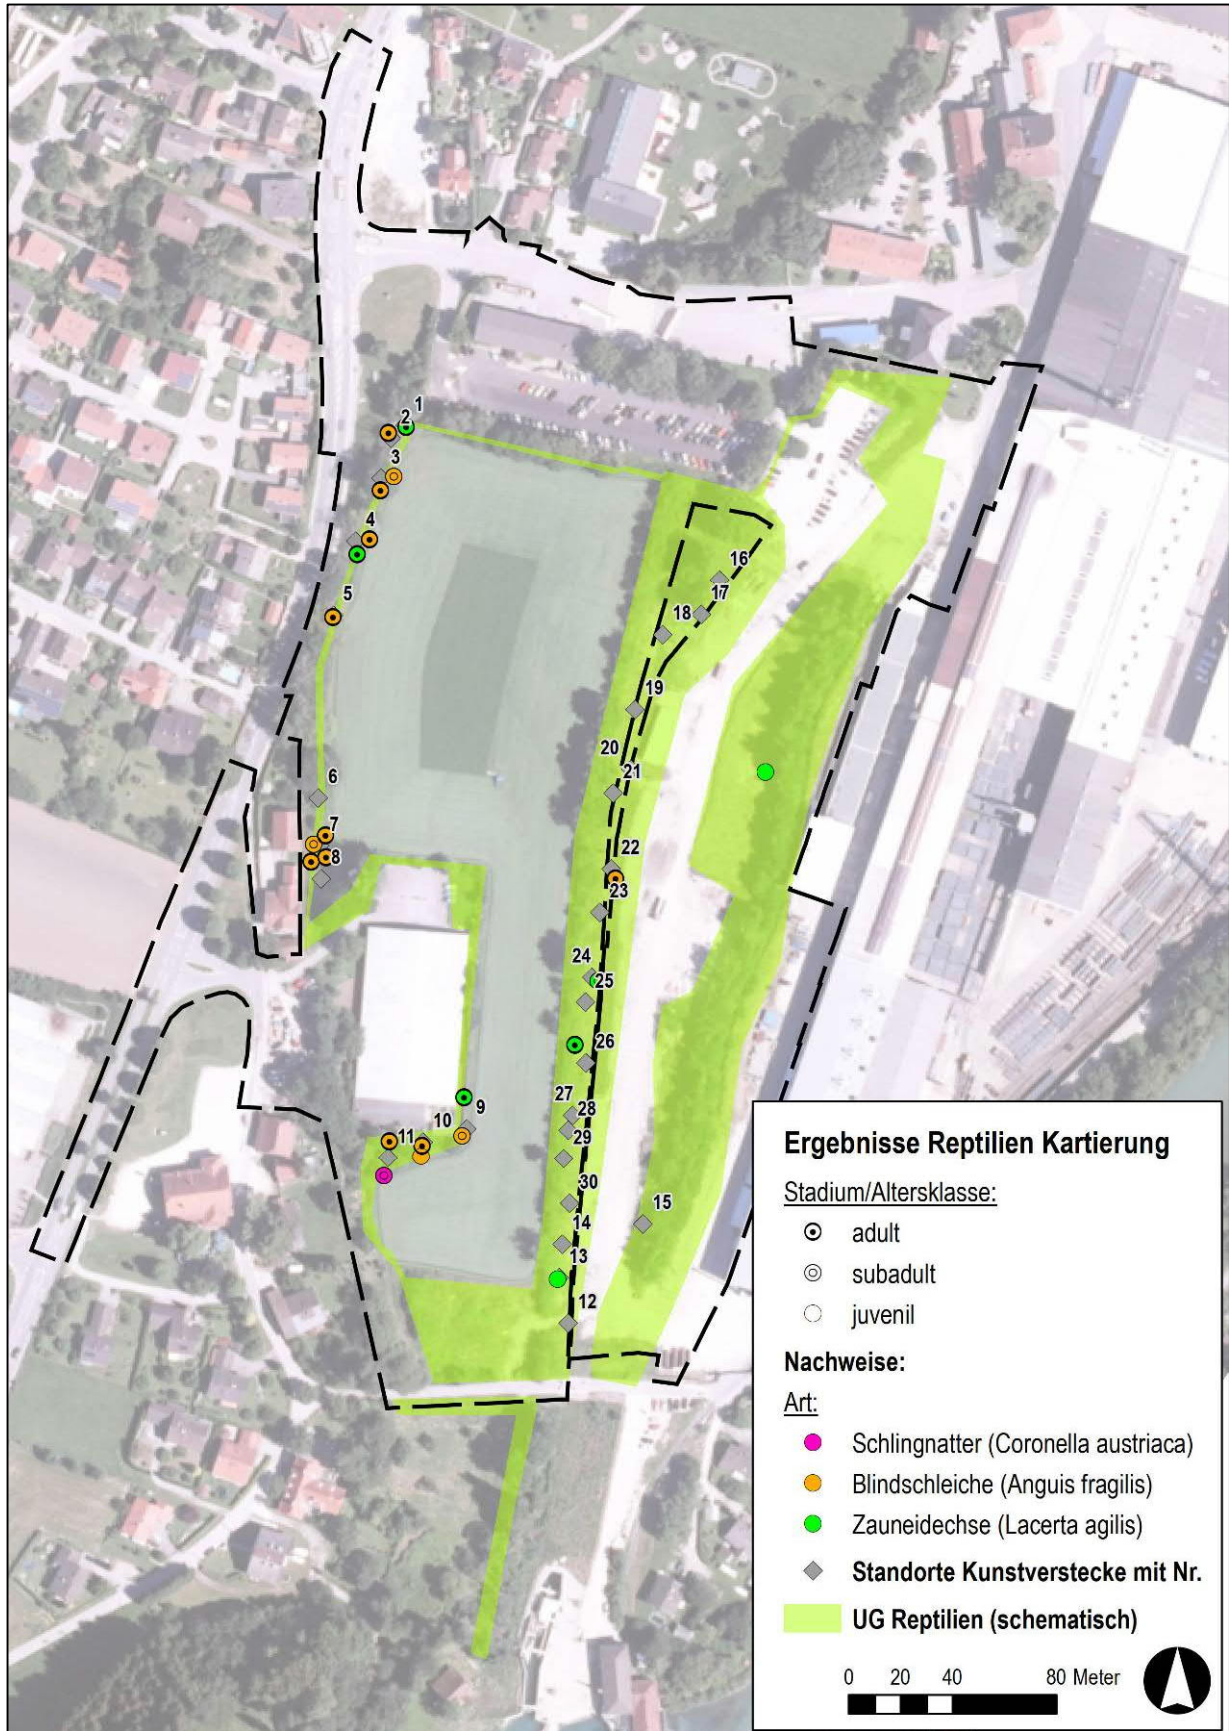 1
2
3
4
5
16
17
18
19
20
21
6
7
8
22
23
24
25
26
27
28
9
10
11
29
30
15
14
13
12
Ergebnisse Reptilien Kartierung
Stadium/Altersklasse:
adult
subadult
juvenil
Nachweise:
Art:
Schlingnatter (Coronella austriaca)
Blindschleiche (Anguis fragilis)
Zauneidechse (Lacerta agilis)
Standorte Kunstverstecke mit Nr.
UG Reptilien (schematisch)
0 20 40 80 Meter